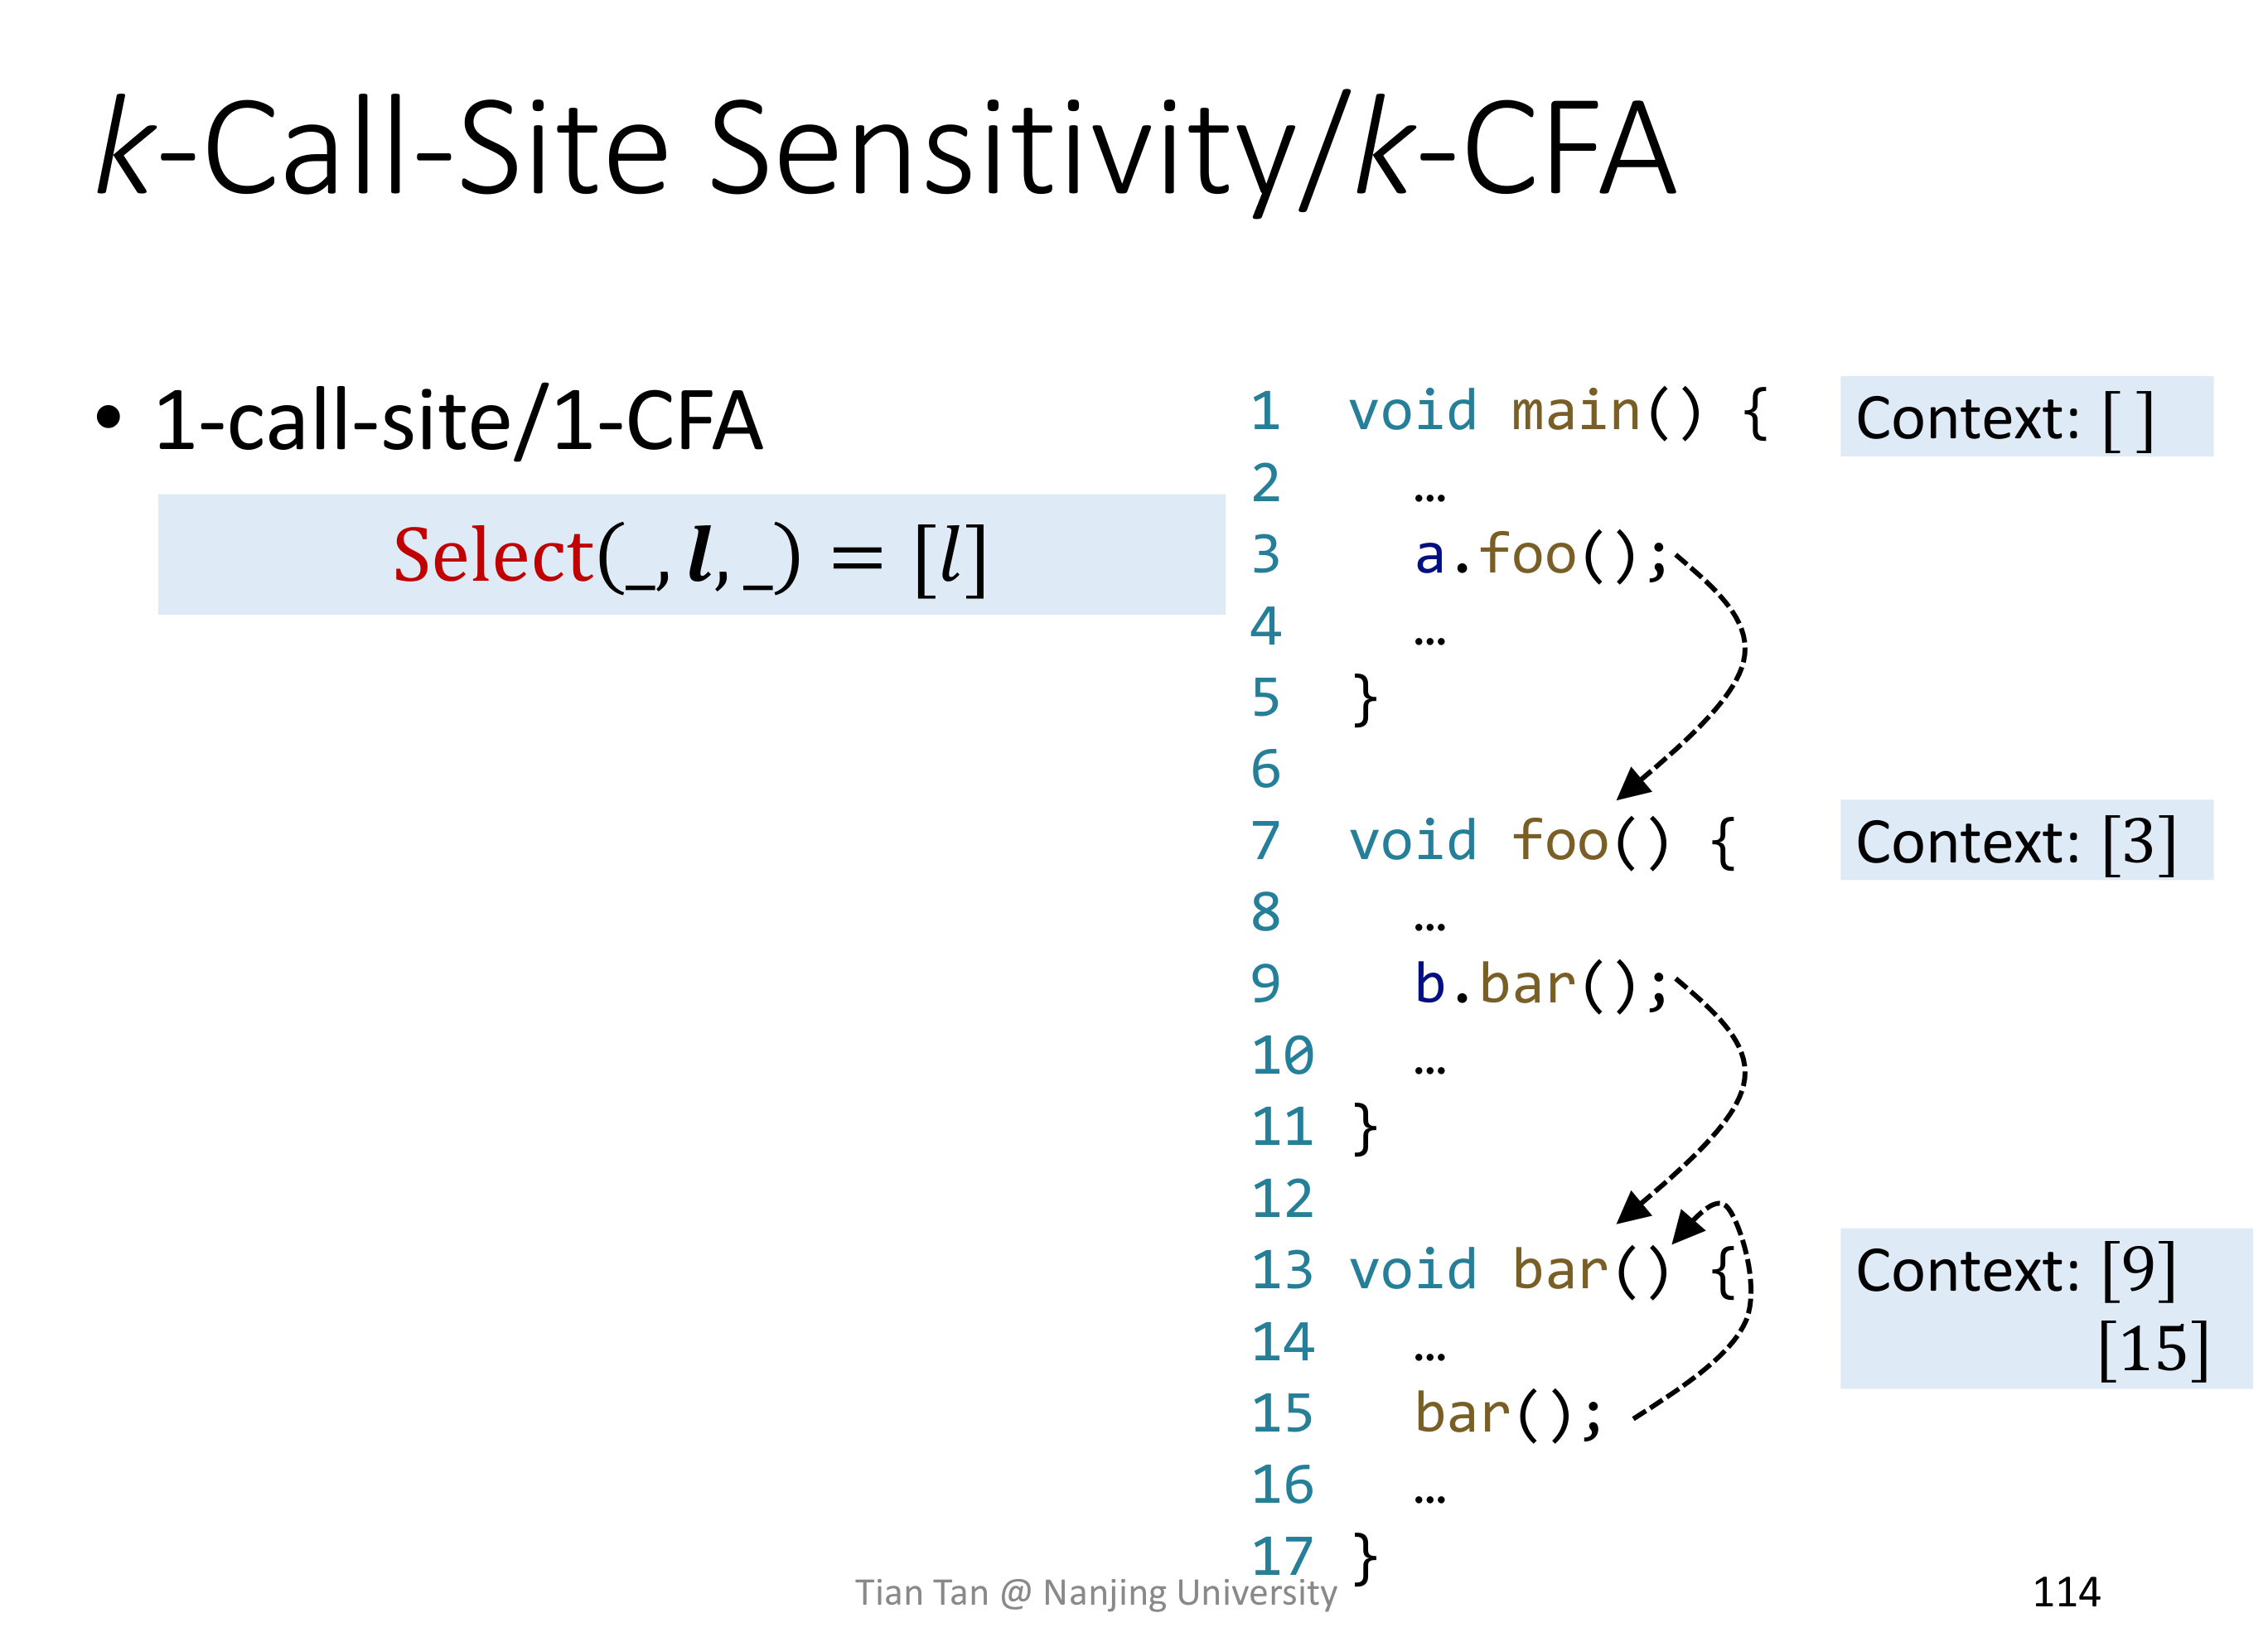 k-Call-Site Sensitivity/k-CFA
• 1-call-site/1-CFA
Select(_, l, _) = [l]
1 void main() {
2 …
3 a.foo();
4 …
5 }
6
7 void foo() {
8 …
9 b.bar();
10 …
11 }
12
13 void bar() {
14 …
15 bar();
16 …
17 }
Context: [ ]
Context: [3]
Context: [9]
[15]
Tian Tan @ Nanjing University
114